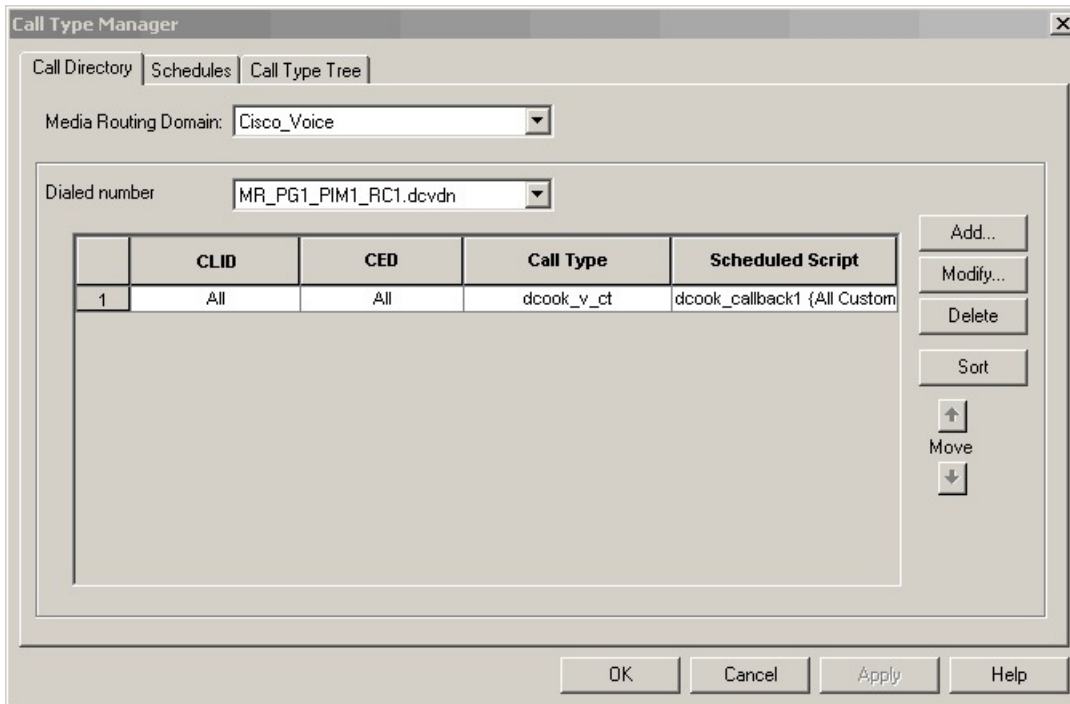 Call Type Manager
Call Directory Schedules Call Type Tree
Media Routing Domain: Cisco_Voice
Dialed number MR_PG1_PIM1_RC1.dcvdn
CLID CED Call Type Scheduled Script
1 All All dcook_v_ct dcook_callback1 {All Custom
Add...
Modify...
Delete
Sort
Move
OK Cancel Apply Help